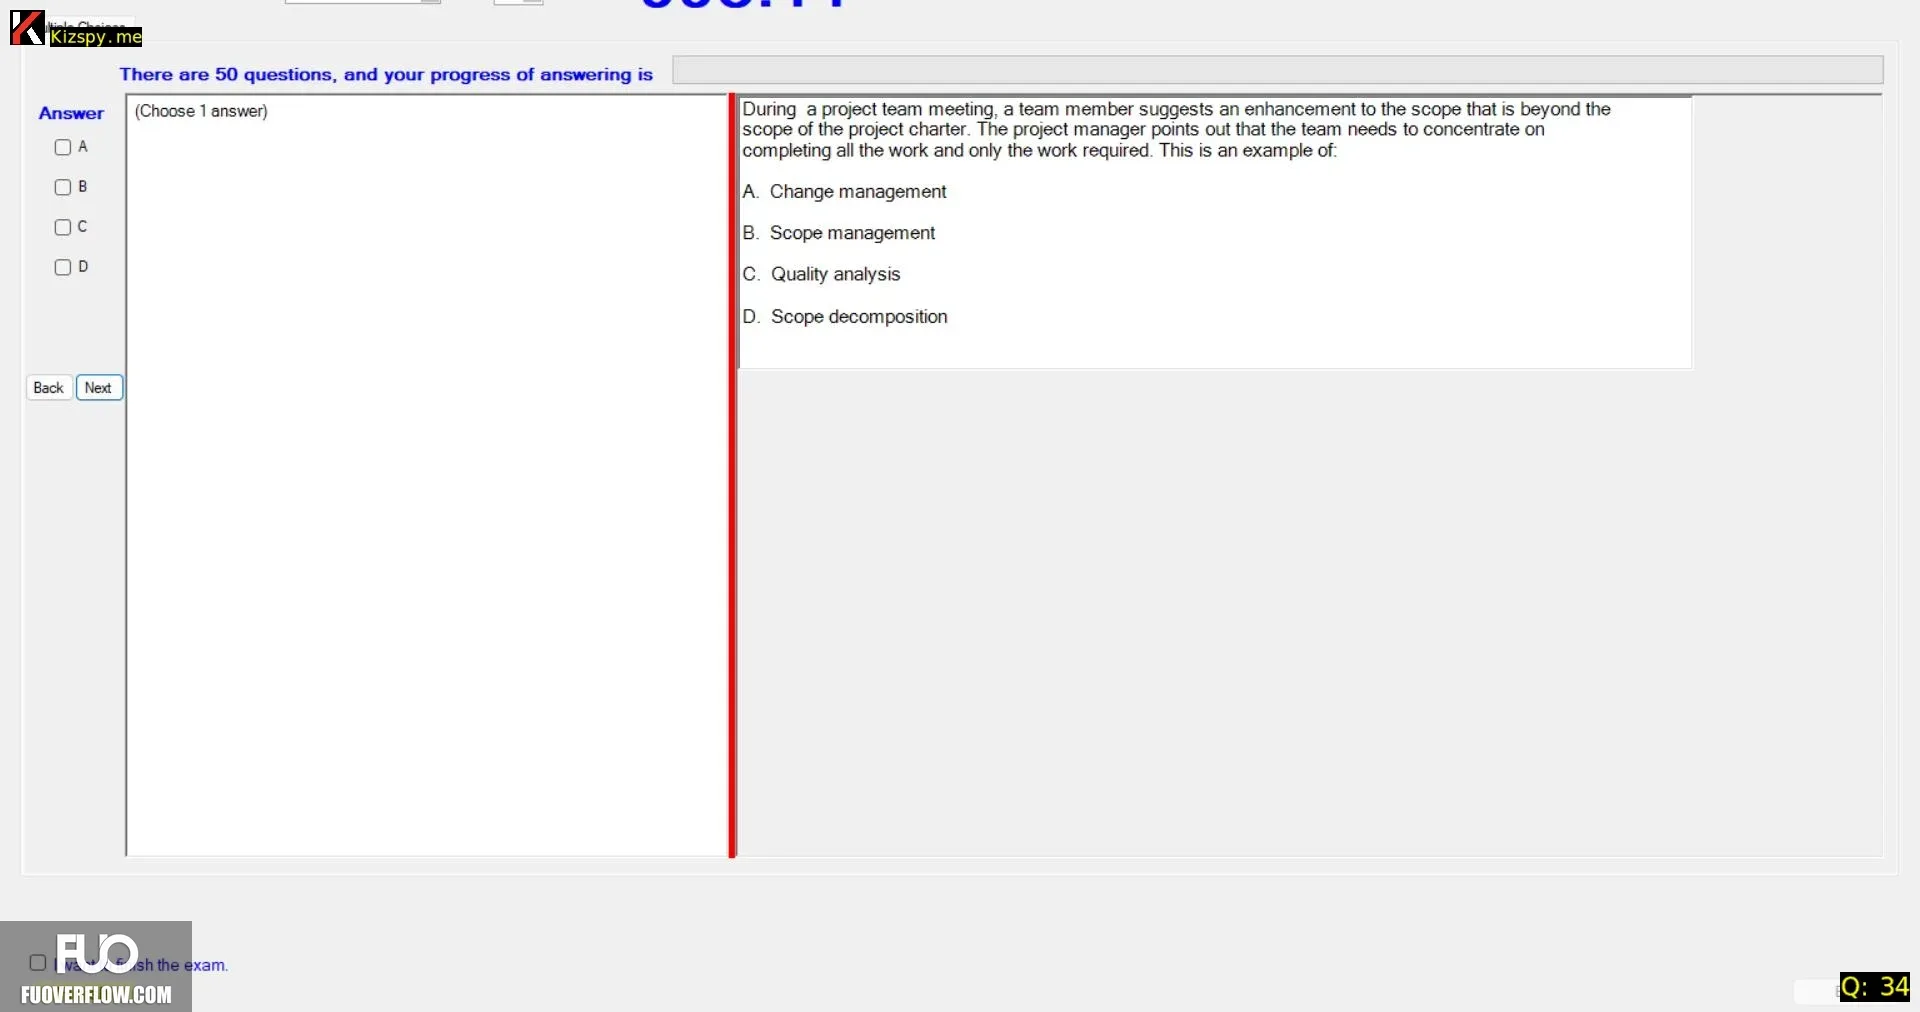 Kizspy.me
There are 50 questions, and your progress of answering is
Answer
(Choose 1 answer)
A
B
C
D
Back
Next
During a project team meeting, a team member suggests an enhancement to the scope that is beyond the
scope of the project charter. The project manager points out that the team needs to concentrate on
completing all the work and only the work required. This is an example of:
A. Change management
B. Scope management
C. Quality analysis
D. Scope decomposition
the exam.
FUO
FUOVERFLOW.COM
Q: 34